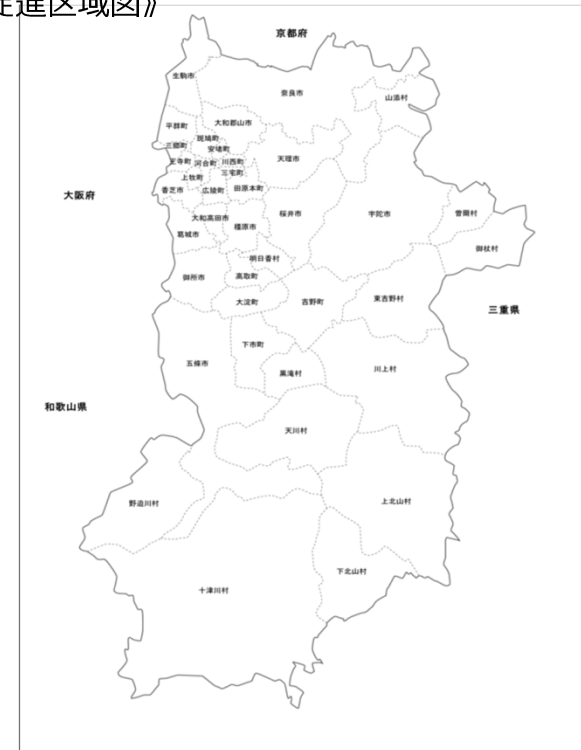 促進区域図》
京都府
生駒市
奈良市
山添村
平群町
大和郡山市
斑鳩町
三郷町
安堵町
王寺町
河合町
川西町
天理市
三宅町
上牧町
香芝市
広陵町
田原本町
大阪府
大和高田市
橿原市
桜井市
宇陀市
曽爾村
葛城市
御杖村
明日香村
御所市
高取町
大淀町
吉野町
東吉野村
三重県
下市町
五條市
黒滝村
川上村
和歌山県
天川村
野迫川村
上北山村
下北山村
十津川村